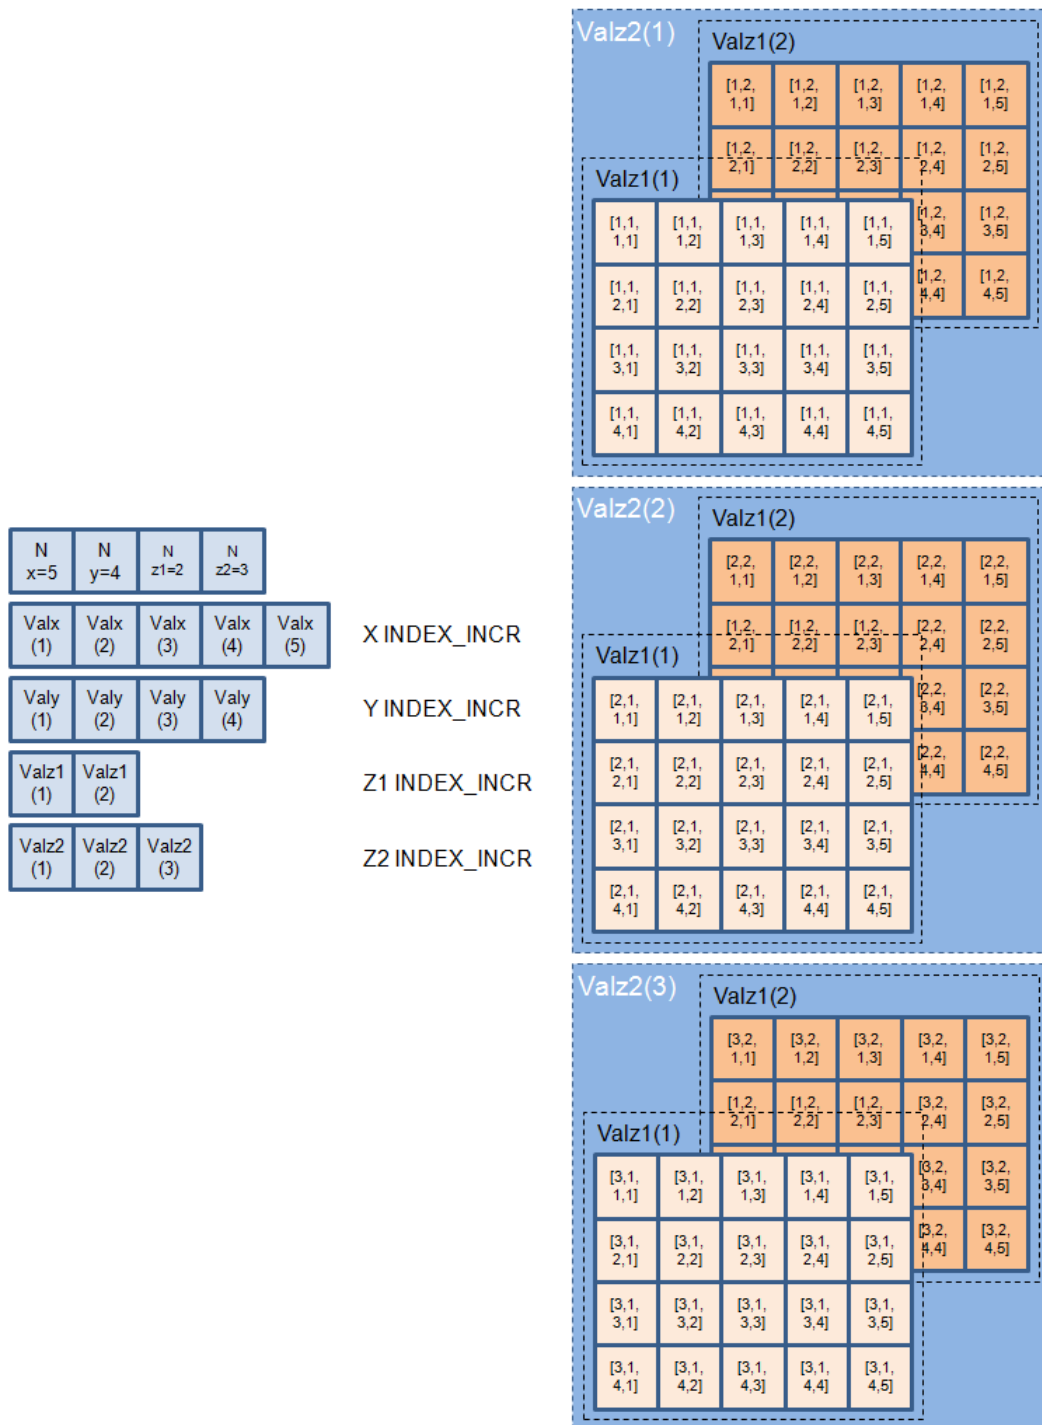 Valz2(1)
Valz1(2)
[1,2, [1,2, [1,2, [1,2, [1,2,
1,1] 1,2] 1,3] 1,4] 1,5]
[1,2, [1,2, [1,2, [1,2, [1,2,
2,1] 2,2] 2,3] 2,4] 2,5]
Valz1(1)
[1,2, [1,2,
3,4] 3,5]
[1,1, [1,1, [1,1, [1,1, [1,1,
1,1] 1,2] 1,3] 1,4] 1,5]
[1,2, [1,2,
4,4] 4,5]
[1,1, [1,1, [1,1, [1,1, [1,1,
2,1] 2,2] 2,3] 2,4] 2,5]
[1,1, [1,1, [1,1, [1,1, [1,1,
3,1] 3,2] 3,3] 3,4] 3,5]
[1,1, [1,1, [1,1, [1,1, [1,1,
4,1] 4,2] 4,3] 4,4] 4,5]
N N N N
x=5 y=4 z1=2 z2=3
Valx Valx Valx Valx Valx
(1) (2) (3) (4) (5)
X INDEX_INCR
Valy Valy Valy Valy
(1) (2) (3) (4)
Y INDEX_INCR
Valz1 Valz1
(1) (2)
Z1 INDEX_INCR
Valz2 Valz2 Valz2
(1) (2) (3)
Z2 INDEX_INCR
Valz2(2)
Valz1(2)
[2,2, [2,2, [2,2, [2,2, [2,2,
1,1] 1,2] 1,3] 1,4] 1,5]
[1,2, [1,2, [1,2, [2,2, [2,2,
2,1] 2,2] 2,3] 2,4] 2,5]
Valz1(1)
[2,2, [2,2,
3,4] 3,5]
[2,1, [2,1, [2,1, [2,1, [2,1,
1,1] 1,2] 1,3] 1,4] 1,5]
[2,2, [2,2,
4,4] 4,5]
[2,1, [2,1, [2,1, [2,1, [2,1,
2,1] 2,2] 2,3] 2,4] 2,5]
[2,1, [2,1, [2,1, [2,1, [2,1,
3,1] 3,2] 3,3] 3,4] 3,5]
[2,1, [2,1, [2,1, [2,1, [2,1,
4,1] 4,2] 4,3] 4,4] 4,5]
Valz2(3)
Valz1(2)
[3,2, [3,2, [3,2, [3,2, [3,2,
1,1] 1,2] 1,3] 1,4] 1,5]
[1,2, [1,2, [1,2, [3,2, [3,2,
2,1] 2,2] 2,3] 2,4] 2,5]
Valz1(1)
[3,2, [3,2,
3,4] 3,5]
[3,1, [3,1, [3,1, [3,1, [3,1,
1,1] 1,2] 1,3] 1,4] 1,5]
[3,2, [3,2,
4,4] 4,5]
[3,1, [3,1, [3,1, [3,1, [3,1,
2,1] 2,2] 2,3] 2,4] 2,5]
[3,1, [3,1, [3,1, [3,1, [3,1,
3,1] 3,2] 3,3] 3,4] 3,5]
[3,1, [3,1, [3,1, [3,1, [3,1,
4,1] 4,2] 4,3] 4,4] 4,5]